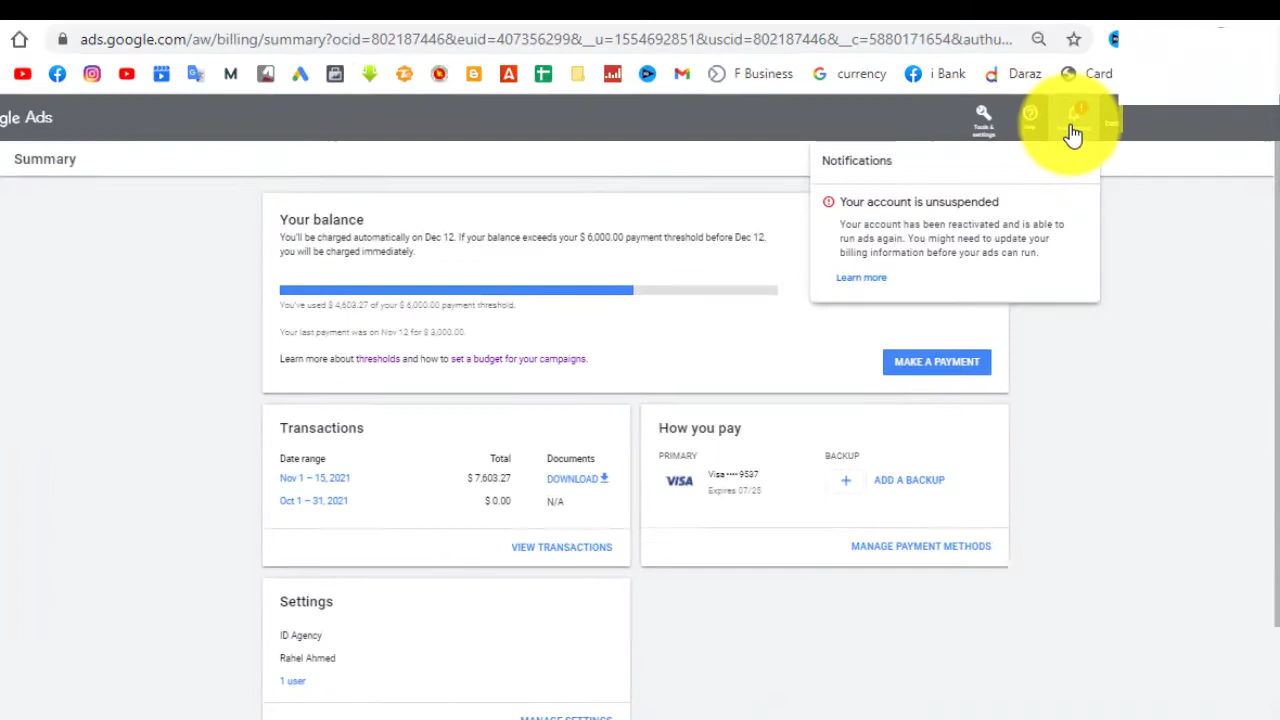 ads.google.com/aw/billing/summary?ocid=802187446&euid=407356299&__u=1554692851&uscid=802187446&__c=5880171654&authu...
M
F Business
currency
i Bank
Daraz
Card
gle Ads
Tools &
settings
Help
Summary
Notifications
Your account is unsuspended
Your account has been reactivated and is able to
run ads again. You might need to update your
billing information before your ads can run.
Learn more
Your balance
You'll be charged automatically on Dec 12. If your balance exceeds your $ 6,000.00 payment threshold before Dec 12,
you will be charged immediately.
You've used $ 4,603.27 of your $ 6,000.00 payment threshold.
Your last payment was on Nov 12 for $ 3,000.00.
Learn more about thresholds and how to set a budget for your campaigns.
MAKE A PAYMENT
Transactions
Date range Total Documents
Nov 1 – 15, 2021 $ 7,603.27 DOWNLOAD
Oct 1 – 31, 2021 $ 0.00 N/A
VIEW TRANSACTIONS
How you pay
PRIMARY BACKUP
VISA Visa •••• 9537 + ADD A BACKUP
Expires 07/25
MANAGE PAYMENT METHODS
Settings
ID Agency
Rahel Ahmed
1 user
MANAGE SETTINGS